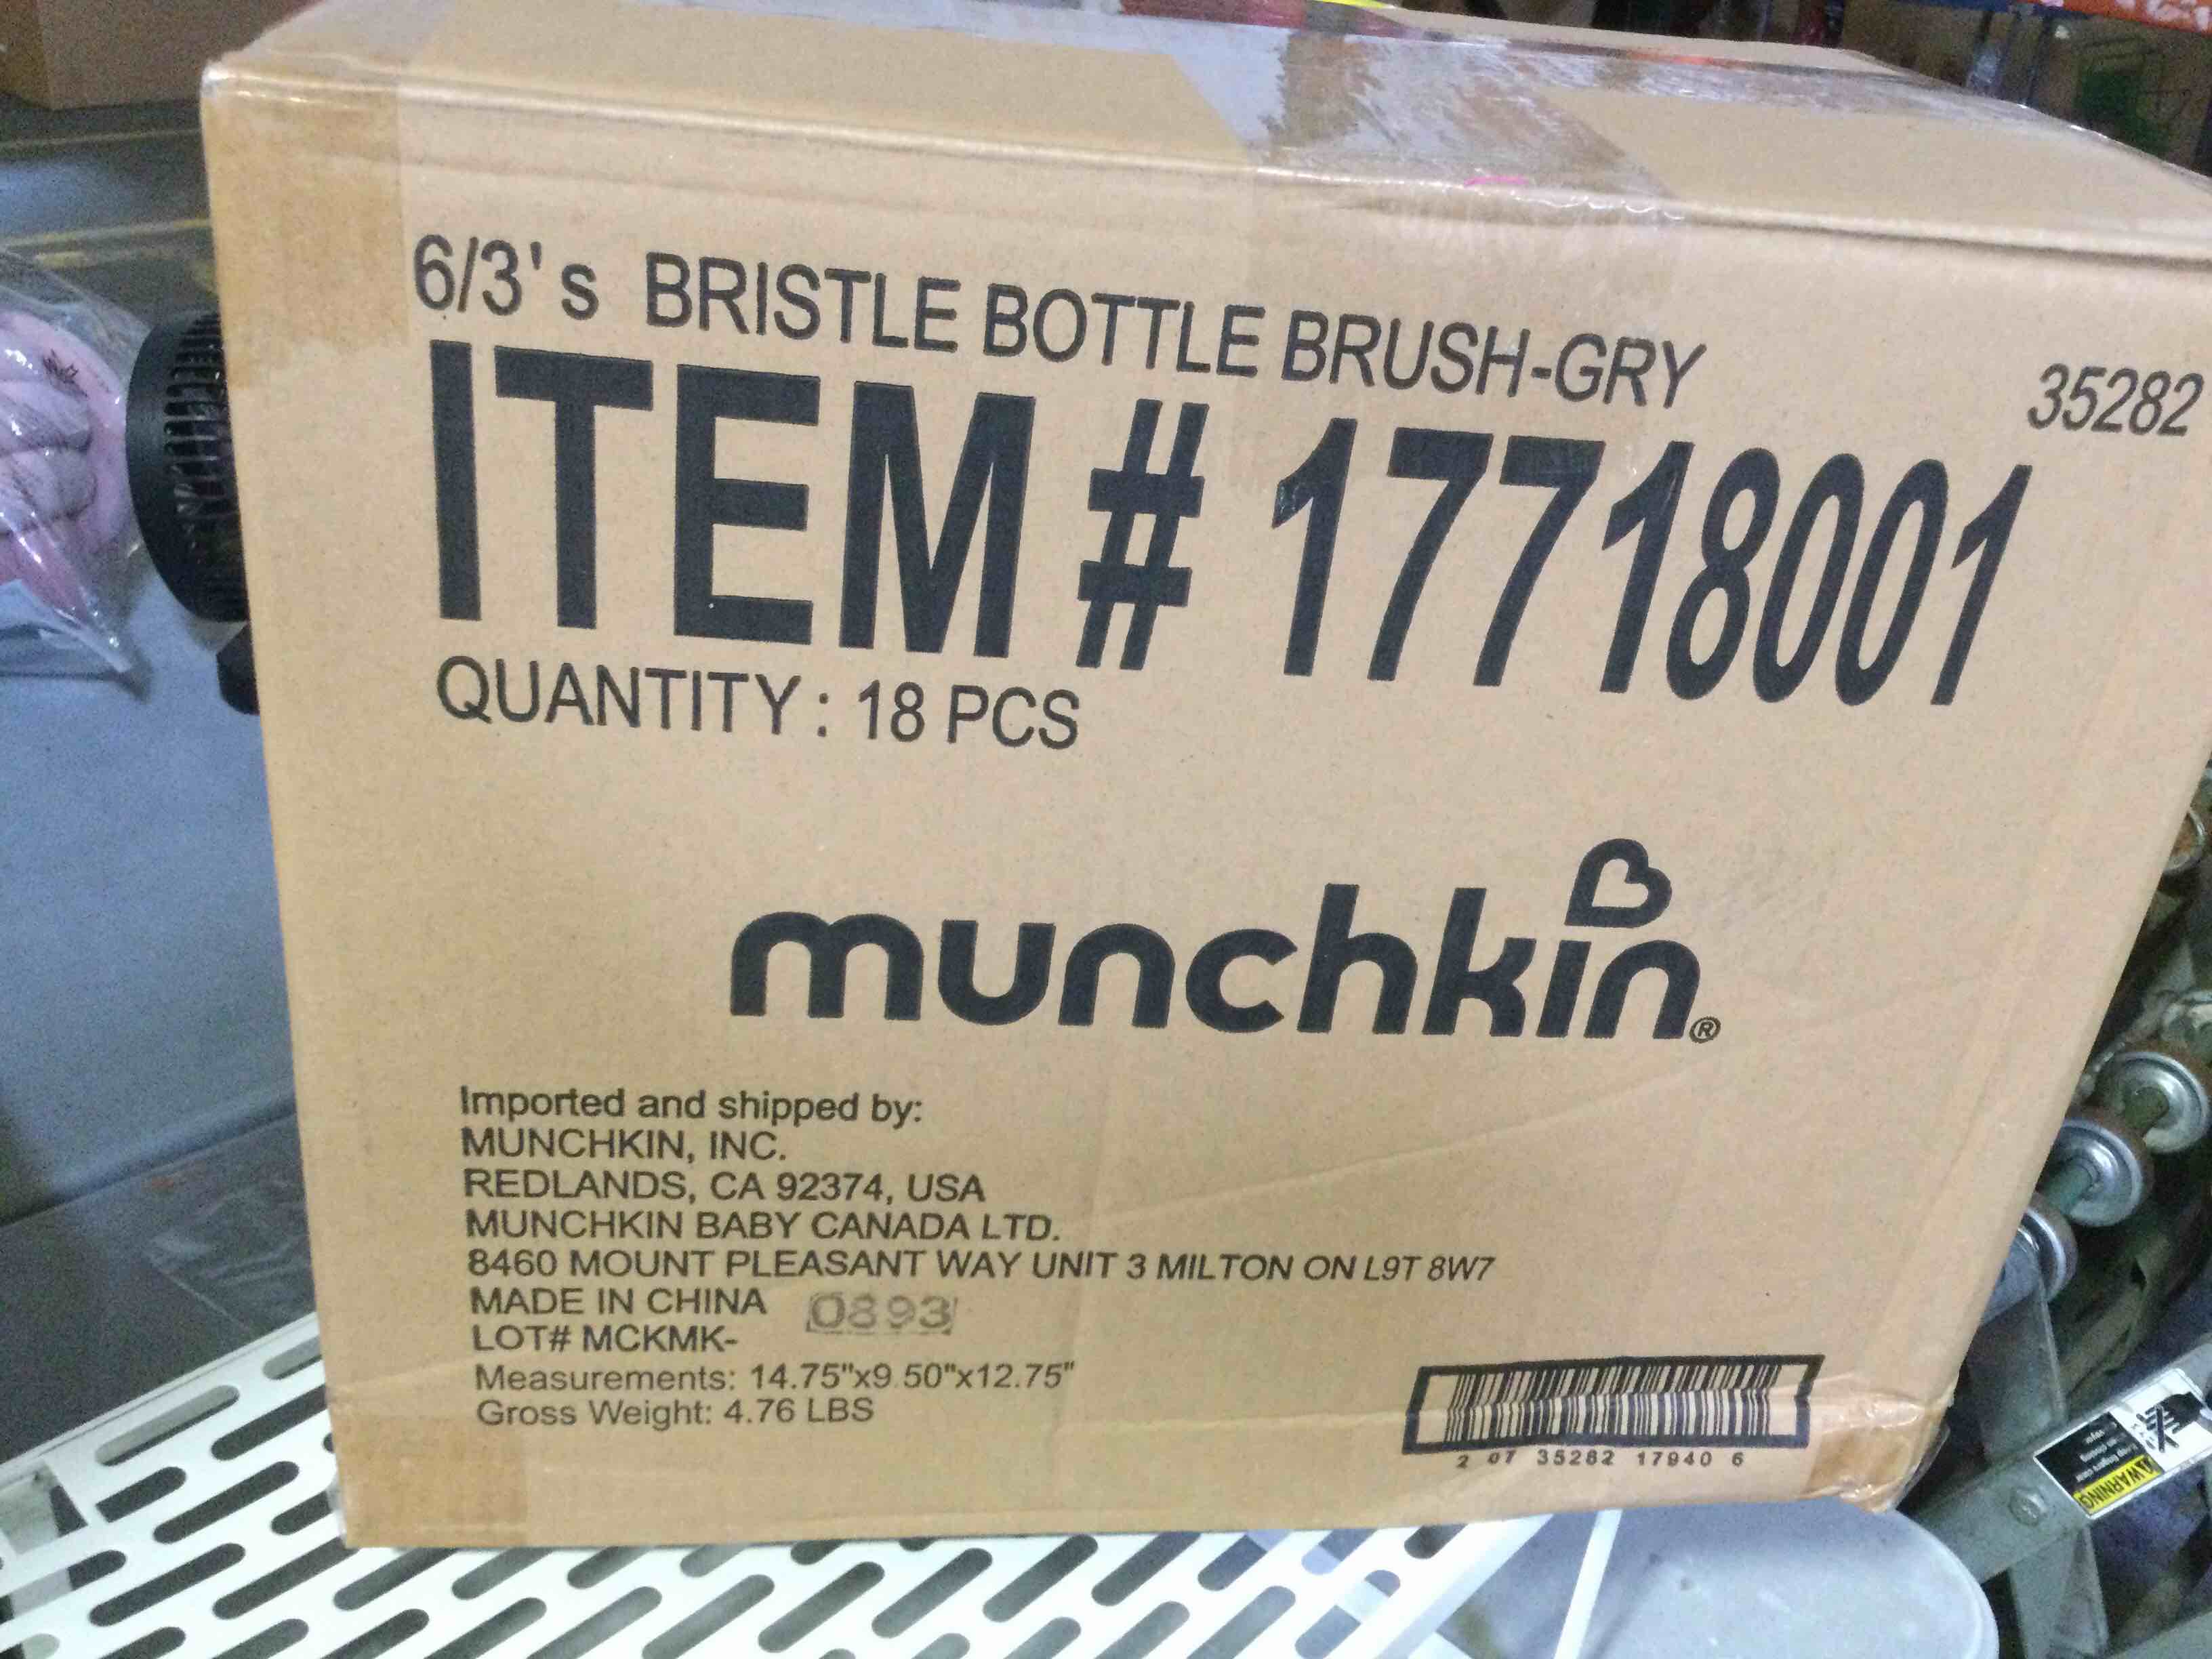 6/3's BRISTLE BOTTLE BRUSH-GRY
35282
ITEM # 17718001
QUANTITY : 18 PCS
munchkin®
Imported and shipped by:
MUNCHKIN, INC.
REDLANDS, CA 92374, USA
MUNCHKIN BABY CANADA LTD.
8460 MOUNT PLEASANT WAY UNIT 3 MILTON ON L9T 8W7
MADE IN CHINA
0893
LOT# MCKMK-
Measurements: 14.75"x9.50"x12.75"
Gross Weight: 4.76 LBS
2 07 35282 17940 6
WARNING